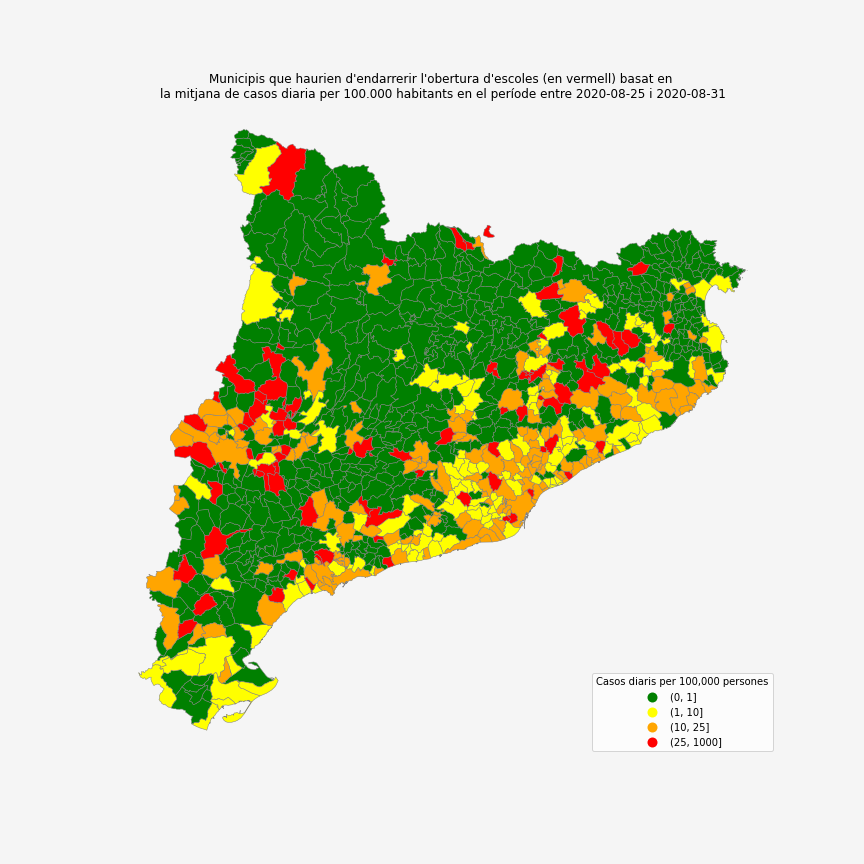 Municipis que haurien d'endarrerir l'obertura d'escoles (en vermell) basat en
la mitjana de casos diaria per 100.000 habitants en el període entre 2020-08-25 i 2020-08-31
Casos diaris per 100,000 persones
(0, 1]
(1, 10]
(10, 25]
(25, 1000]